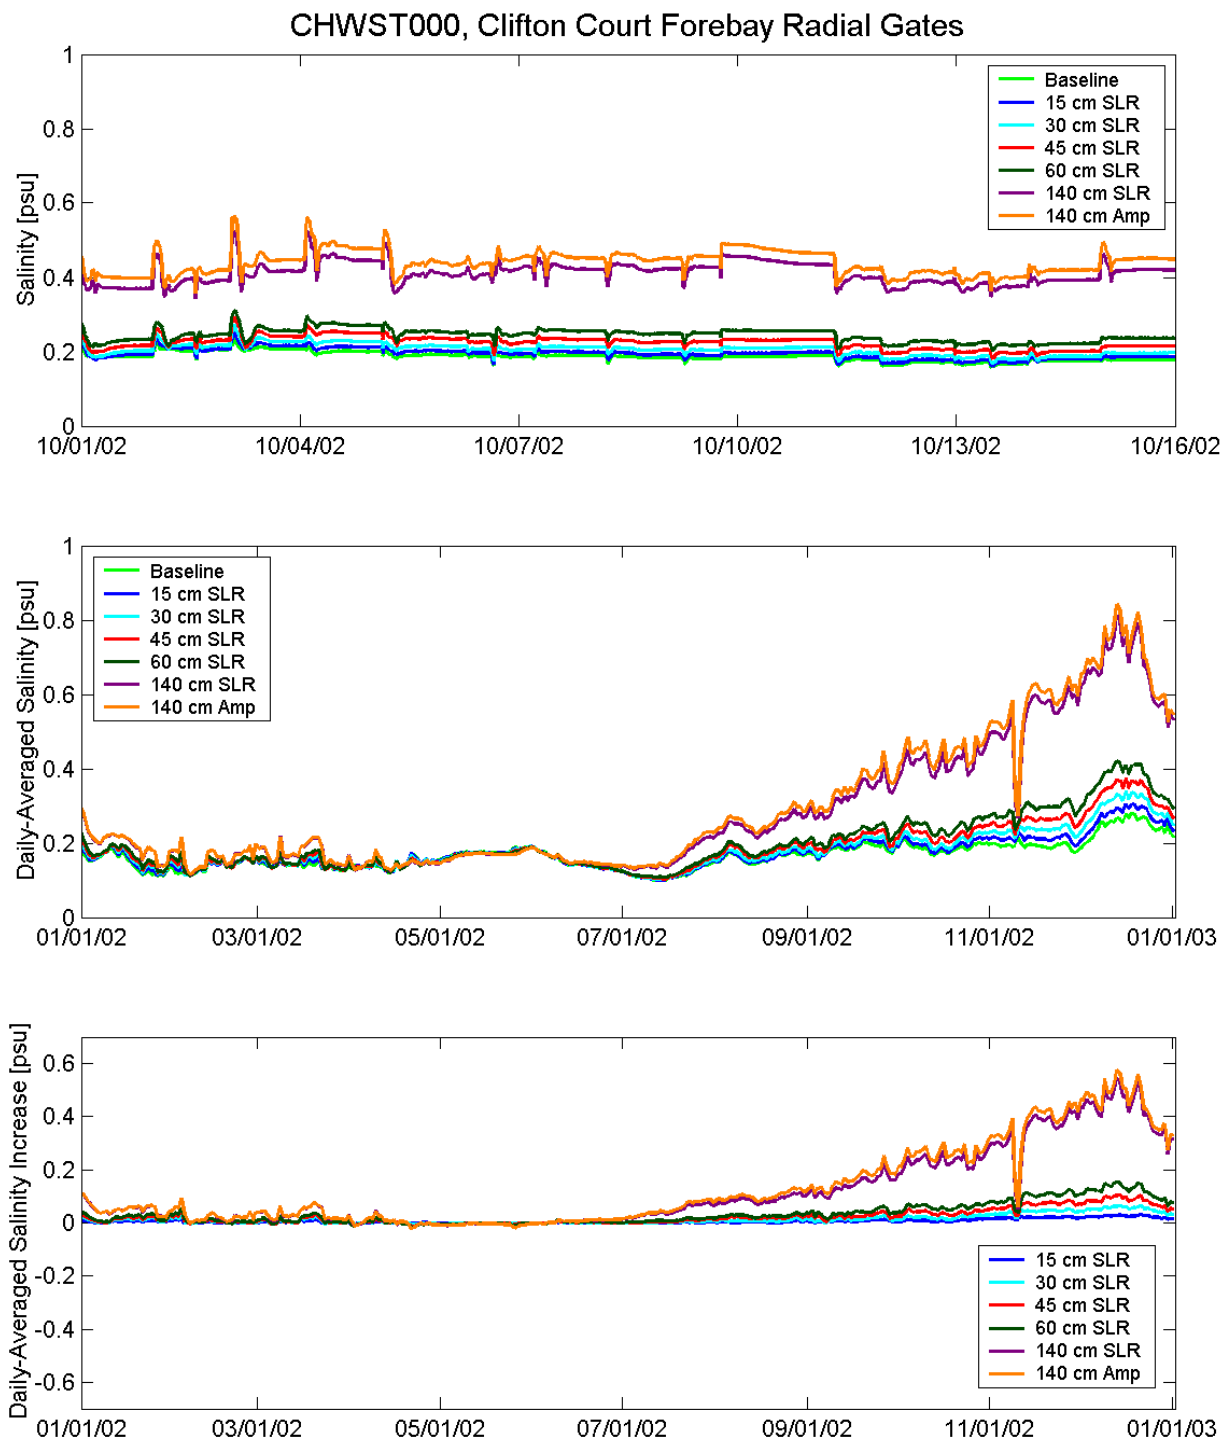 CHWST000, Clifton Court Forebay Radial Gates
Salinity [psu]
1
0.8
0.6
0.4
0.2
0
Baseline
15 cm SLR
30 cm SLR
45 cm SLR
60 cm SLR
140 cm SLR
140 cm Amp
10/01/02 10/04/02 10/07/02 10/10/02 10/13/02 10/16/02
Daily-Averaged Salinity [psu]
1
0.8
0.6
0.4
0.2
0
Baseline
15 cm SLR
30 cm SLR
45 cm SLR
60 cm SLR
140 cm SLR
140 cm Amp
01/01/02 03/01/02 05/01/02 07/01/02 09/01/02 11/01/02 01/01/03
Daily-Averaged Salinity Increase [psu]
0.6
0.4
0.2
0
-0.2
-0.4
-0.6
15 cm SLR
30 cm SLR
45 cm SLR
60 cm SLR
140 cm SLR
140 cm Amp
01/01/02 03/01/02 05/01/02 07/01/02 09/01/02 11/01/02 01/01/03